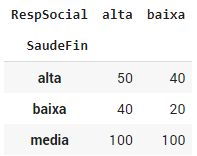 RespSocial alta baixa
SaudeFin
alta 50 40
baixa 40 20
media 100 100